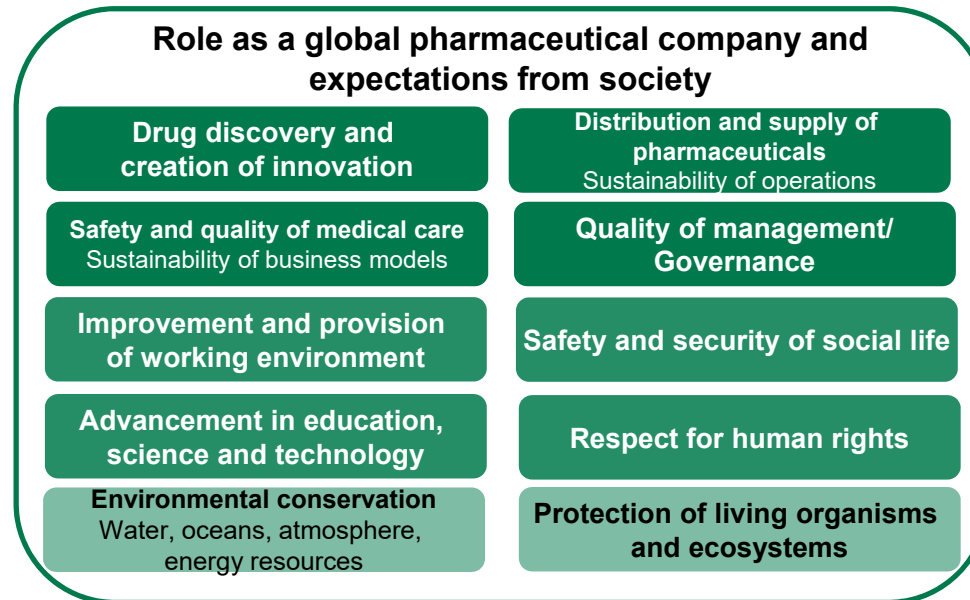 Role as a global pharmaceutical company and
expectations from society
Drug discovery and
creation of innovation
Distribution and supply of
pharmaceuticals
Sustainability of operations
Safety and quality of medical care
Sustainability of business models
Quality of management/
Governance
Improvement and provision
of working environment
Safety and security of social life
Advancement in education,
science and technology
Respect for human rights
Environmental conservation
Water, oceans, atmosphere,
energy resources
Protection of living organisms
and ecosystems